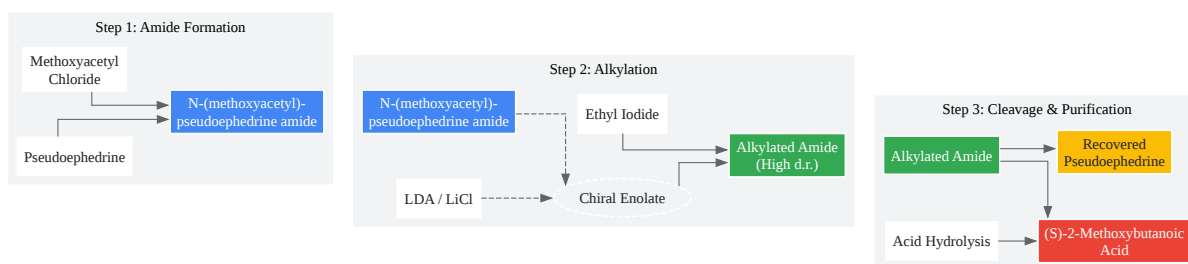 Step 1: Amide Formation
Methoxyacetyl
Chloride
N-(methoxyacetyl)-
pseudoephedrine amide
Pseudoephedrine
Step 2: Alkylation
N-(methoxyacetyl)-
pseudoephedrine amide
Ethyl Iodide
Alkylated Amide
(High d.r.)
LDA / LiCl
Chiral Enolate
Step 3: Cleavage & Purification
Alkylated Amide
Recovered
Pseudoephedrine
Acid Hydrolysis
(S)-2-Methoxybutanoic
Acid